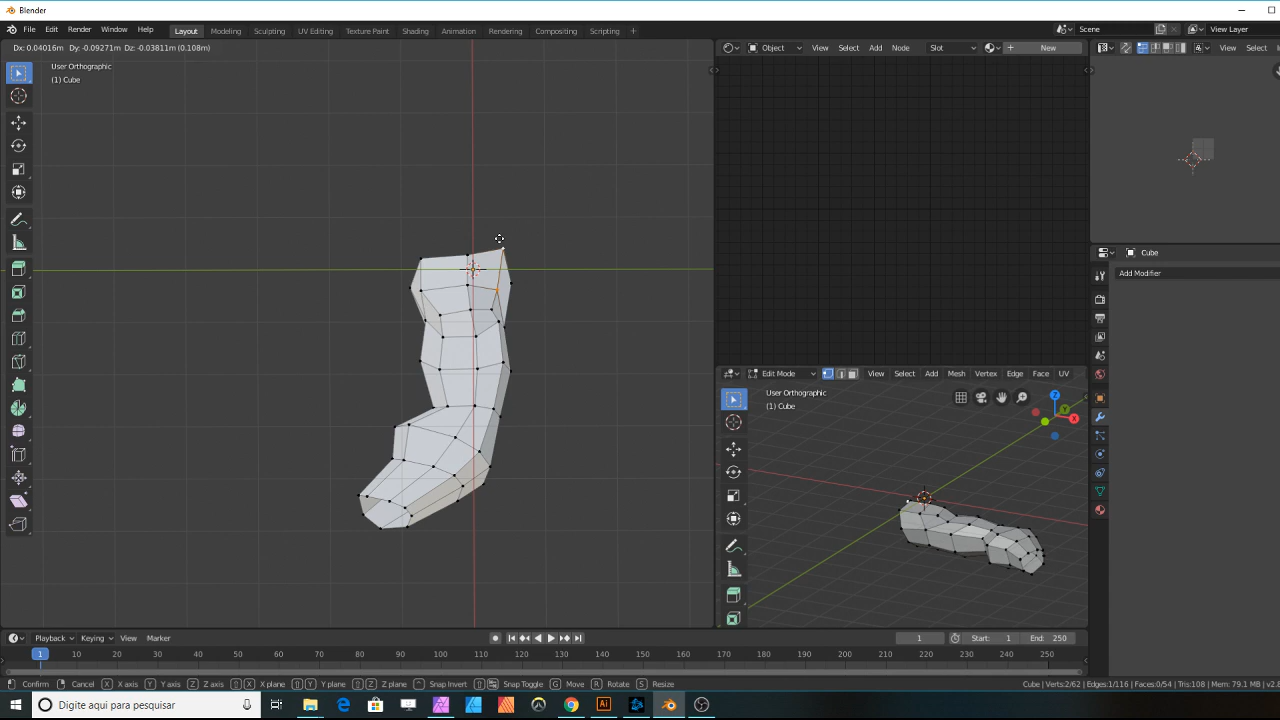 Blender
File Edit Render Window Help Layout Modeling Sculpting UV Editing Texture Paint Shading Animation Rendering Compositing Scripting + Scene View Layer
Dx: 0.04016m Dy: -0.09271m Dz: -0.03811m (0.108m) Object View Select Add Node Slot New View Select
User Orthographic
(1) Cube
Cube
Add Modifier
Edit Mode View Select Add Mesh Vertex Edge Face UV
User Orthographic
(1) Cube
Z
Y
X
Playback Keying View Marker 1 Start: 1 End: 250
1 10 20 30 40 50 60 70 80 90 100 110 120 130 140 150 160 170 180 190 200 210 220 230 240 250
Confirm Cancel X X axis Y Y axis Z Z axis X X plane Y Y plane Z Z plane Snap Invert Snap Toggle G Move R Rotate S Resize Cube | Verts:2/62 | Edges:1/116 | Faces:0/54 | Tris:108 | Mem: 79.1 MB | v2.8
Digite aqui para pesquisar Ai